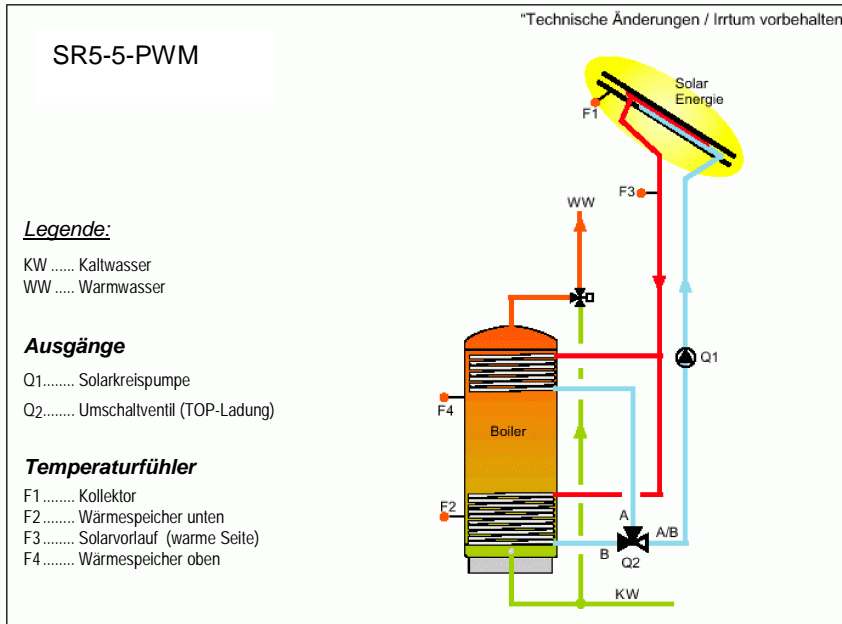 "Technische Änderungen / Irrtum vorbehalten
SR5-5-PWM
Solar
Energie
F1
F3
WW
Legende:
KW ...... Kaltwasser
WW ..... Warmwasser
Ausgänge
Q1........ Solarkreispumpe
Q2........ Umschaltventil (TOP-Ladung)
Q1
F4
Boiler
Temperaturfühler
F1 ........ Kollektor
F2 ........ Wärmespeicher unten
F3 ........ Solarvorlauf (warme Seite)
F4 ........ Wärmespeicher oben
F2
A
A/B
B
Q2
KW